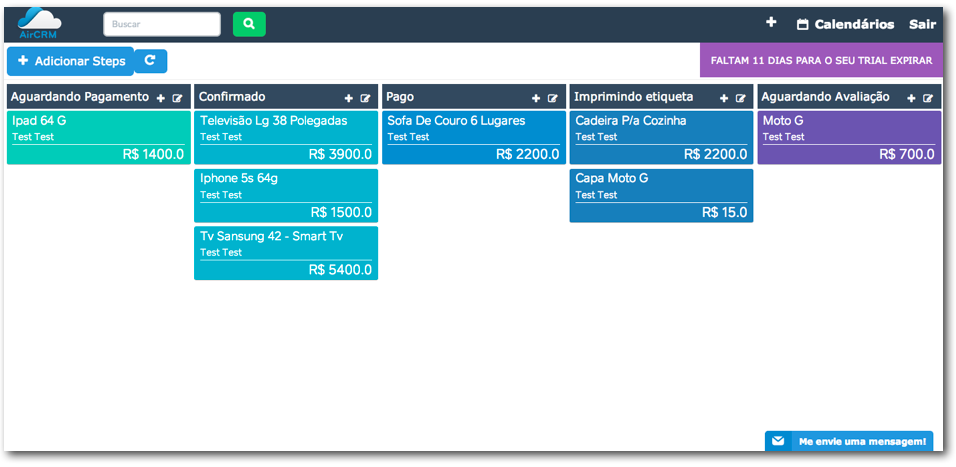 AirCRM
Buscar
Calendários Sair
Adicionar Steps
FALTAM 11 DIAS PARA O SEU TRIAL EXPIRAR
Aguardando Pagamento
Ipad 64 G
Test Test
R$ 1400.0
Confirmado
Televisão Lg 38 Polegadas
Test Test
R$ 3900.0
Iphone 5s 64g
Test Test
R$ 1500.0
Tv Sansung 42 - Smart Tv
Test Test
R$ 5400.0
Pago
Sofa De Couro 6 Lugares
Test Test
R$ 2200.0
Imprimindo etiqueta
Cadeira P/a Cozinha
Test Test
R$ 2200.0
Capa Moto G
Test Test
R$ 15.0
Aguardando Avaliação
Moto G
Test Test
R$ 700.0
Me envie uma mensagem!